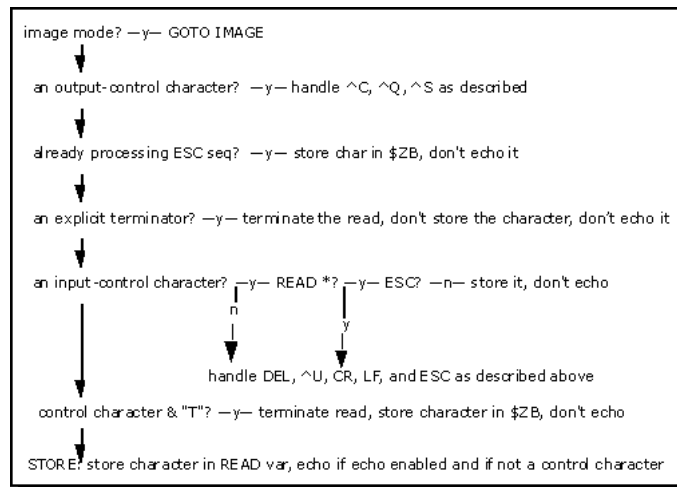 image mode? —y— GOTO IMAGE
an output-control character? —y— handle ^C, ^Q, ^S as described
already processing ESC seq? —y— store char in $ZB, don't echo it
an explicit terminator? —y— terminate the read, don't store the character, don't echo it
an input-control character? —y— READ *? —y— ESC? —n— store it, don't echo
n
y
handle DEL, ^U, CR, LF, and ESC as described above
control character & "T"? —y— terminate read, store character in $ZB, don't echo
STORE: store character in READ var, echo if echo enabled and if not a control character